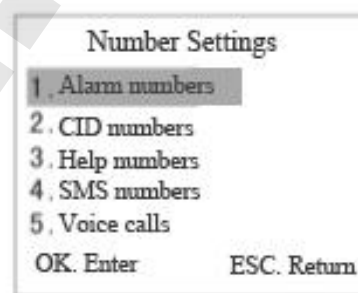 Number Settings
1. Alarm numbers
2. CID numbers
3. Help numbers
4. SMS numbers
5. Voice calls
OK. Enter ESC. Return